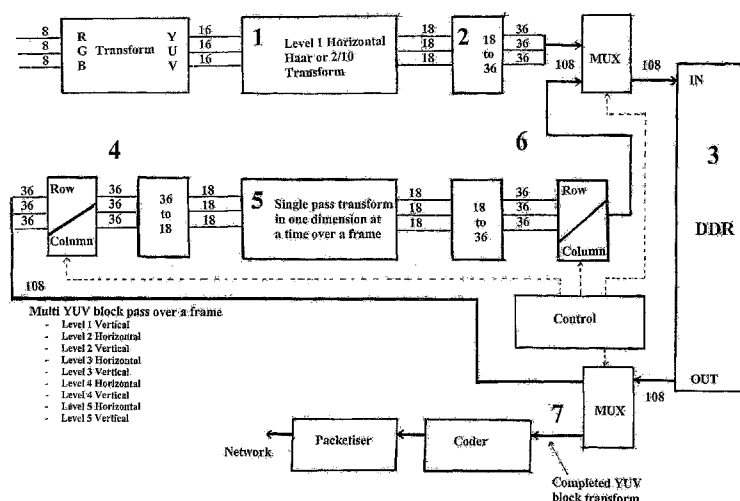 8 R Y 16
8 G Transform U 16
8 B V 16
1
Level 1 Horizontal
Haar or 2/10
Transform
18
18
18
2
18
to
36
36
36
36
108
MUX
108
IN
3
DDR
OUT
4
36
36
36
Row
Column
36
36
36
36
to
18
18
18
18
5
Single pass transform
in one dimension at
a time over a frame
18
18
18
18
to
36
6
36
36
36
Row
Column
108
Multi YUV block pass over a frame
- Level 1 Vertical
- Level 2 Horizontal
- Level 2 Vertical
- Level 3 Horizontal
- Level 3 Vertical
- Level 4 Horizontal
- Level 4 Vertical
- Level 5 Horizontal
- Level 5 Vertical
Control
MUX
108
7
Network
Packetiser
Coder
Completed YUV
block transform